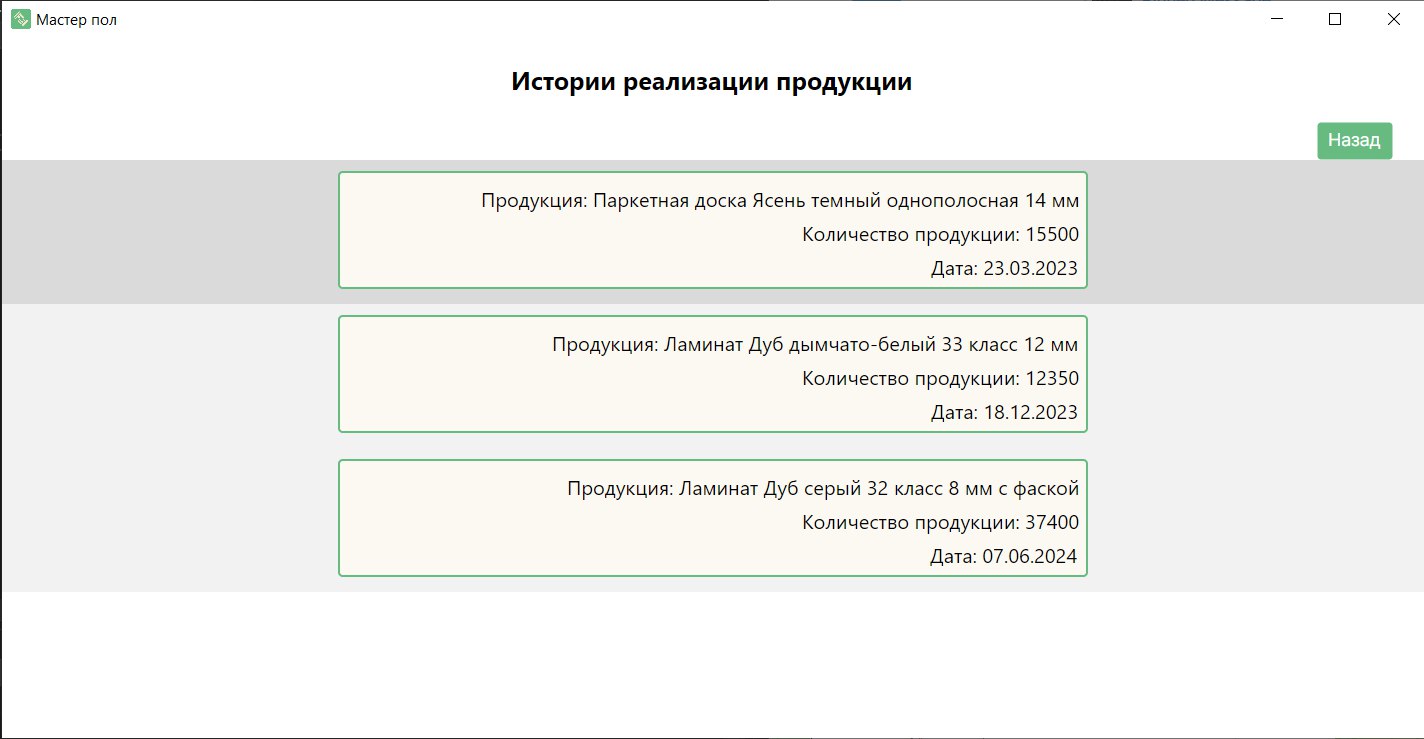 Мастер пол
Истории реализации продукции
Назад
Продукция: Паркетная доска Ясень темный однополосная 14 мм
Количество продукции: 15500
Дата: 23.03.2023
Продукция: Ламинат Дуб дымчато-белый 33 класс 12 мм
Количество продукции: 12350
Дата: 18.12.2023
Продукция: Ламинат Дуб серый 32 класс 8 мм с фаской
Количество продукции: 37400
Дата: 07.06.2024